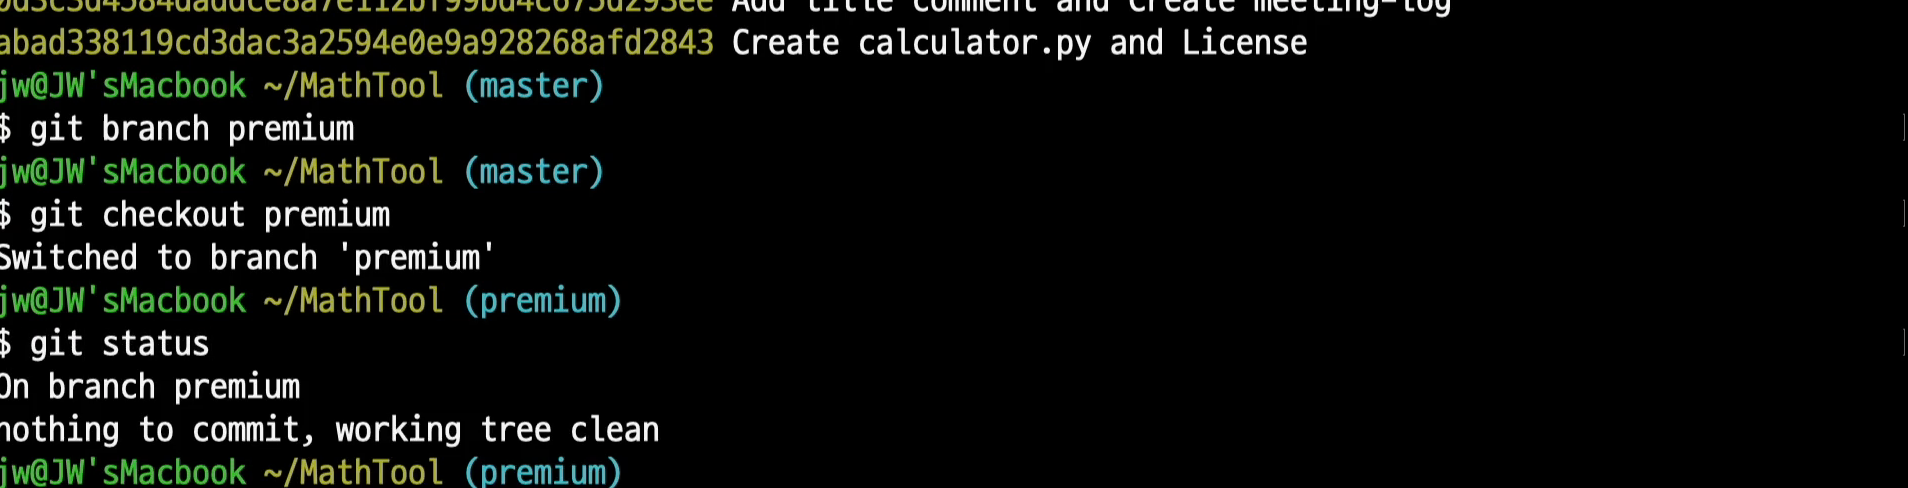 Add title comment and Create meeting-log
abad338119cd3dac3a2594e0e9a928268afd2843 Create calculator.py and License
jw@JW'sMacbook ~/MathTool (master)
$ git branch premium
jw@JW'sMacbook ~/MathTool (master)
$ git checkout premium
Switched to branch 'premium'
jw@JW'sMacbook ~/MathTool (premium)
$ git status
On branch premium
nothing to commit, working tree clean
jw@JW'sMacbook ~/MathTool (premium)